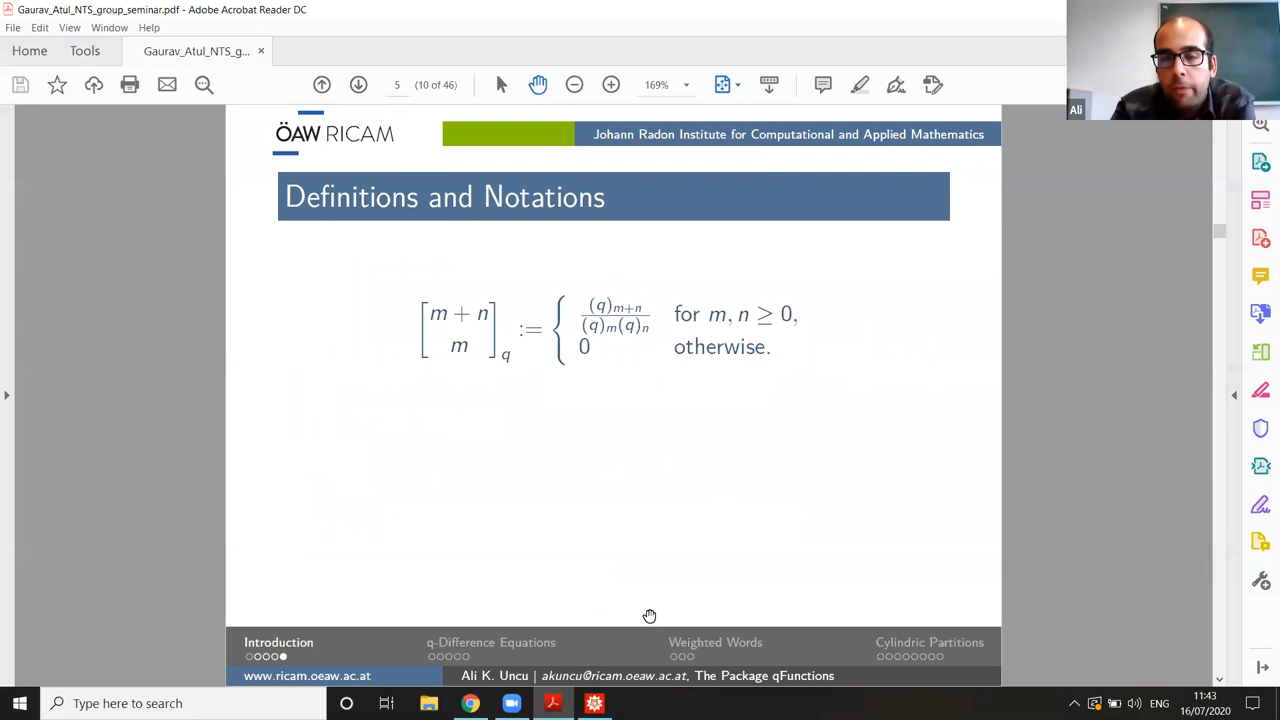 Gaurav_Atul_NTS_group_seminar.pdf - Adobe Acrobat Reader DC
File Edit View Window Help
Home Tools Gaurav_Atul_NTS_g... ×
5 (10 of 46) 169%
Ali
ÖAW RICAM
Johann Radon Institute for Computational and Applied Mathematics
Definitions and Notations
[m + n
m]_q := { (q)_{m+n} / (q)_m(q)_n for m, n ≥ 0,
0 otherwise.
Introduction q-Difference Equations Weighted Words Cylindric Partitions
www.ricam.oeaw.ac.at Ali K. Uncu | akuncu@ricam.oeaw.ac.at, The Package qFunctions
Type here to search
ENG
11:43
16/07/2020